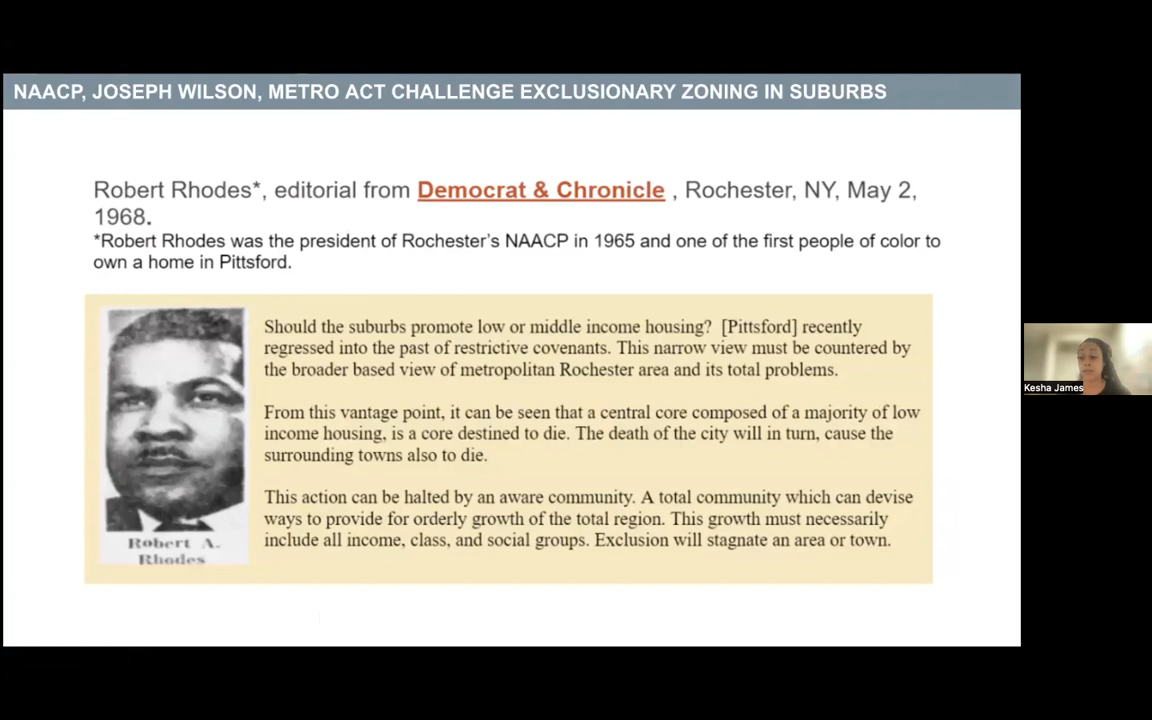 NAACP, JOSEPH WILSON, METRO ACT CHALLENGE EXCLUSIONARY ZONING IN SUBURBS
Robert Rhodes*, editorial from Democrat & Chronicle , Rochester, NY, May 2,
1968.
*Robert Rhodes was the president of Rochester's NAACP in 1965 and one of the first people of color to
own a home in Pittsford.
Should the suburbs promote low or middle income housing? [Pittsford] recently
regressed into the past of restrictive covenants. This narrow view must be countered by
the broader based view of metropolitan Rochester area and its total problems.
From this vantage point, it can be seen that a central core composed of a majority of low
income housing, is a core destined to die. The death of the city will in turn, cause the
surrounding towns also to die.
This action can be halted by an aware community. A total community which can devise
ways to provide for orderly growth of the total region. This growth must necessarily
include all income, class, and social groups. Exclusion will stagnate an area or town.
Robert A.
Rhodes
Kesha James